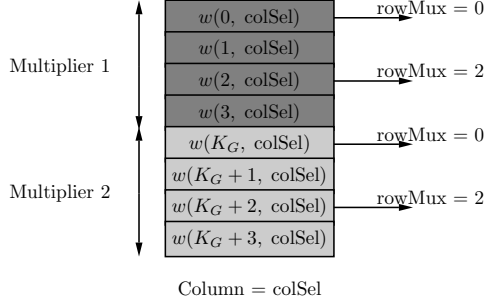 w(0, colSel)
rowMux = 0
w(1, colSel)
Multiplier 1
w(2, colSel)
rowMux = 2
w(3, colSel)
w(K_G, colSel)
rowMux = 0
w(K_G + 1, colSel)
Multiplier 2
w(K_G + 2, colSel)
rowMux = 2
w(K_G + 3, colSel)
Column = colSel